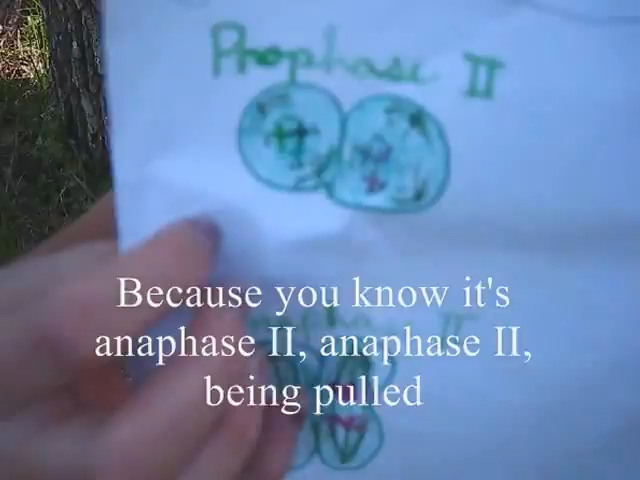 Prophase II
Because you know it's
anaphase II, anaphase II,
being pulled